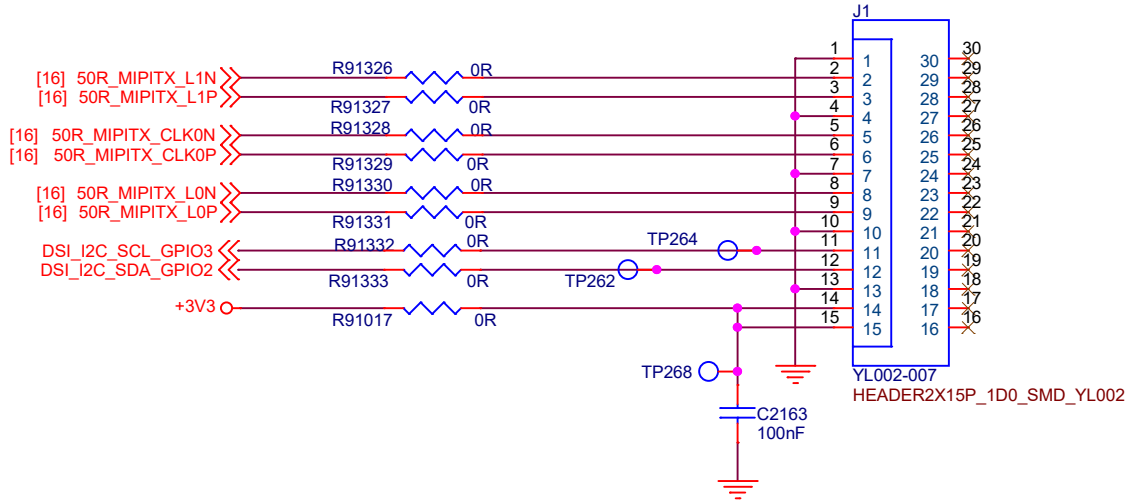 J1
1 1 30 30
[16] 50R_MIPITX_L1N R91326 0R 2 2 29 29
[16] 50R_MIPITX_L1P R91327 0R 3 3 28 28
4 4 27 27
[16] 50R_MIPITX_CLK0N R91328 0R 5 5 26 26
[16] 50R_MIPITX_CLK0P R91329 0R 6 6 25 25
7 7 24 24
[16] 50R_MIPITX_L0N R91330 0R 8 8 23 23
[16] 50R_MIPITX_L0P R91331 0R 9 9 22 22
10 10 21 21
DSI_I2C_SCL_GPIO3 R91332 0R TP264 11 11 20 20
DSI_I2C_SDA_GPIO2 R91333 0R TP262 12 12 19 19
13 13 18 18
+3V3 R91017 0R 14 14 17 17
15 15 16 16
TP268
YL002-007
HEADER2X15P_1D0_SMD_YL002
C2163
100nF